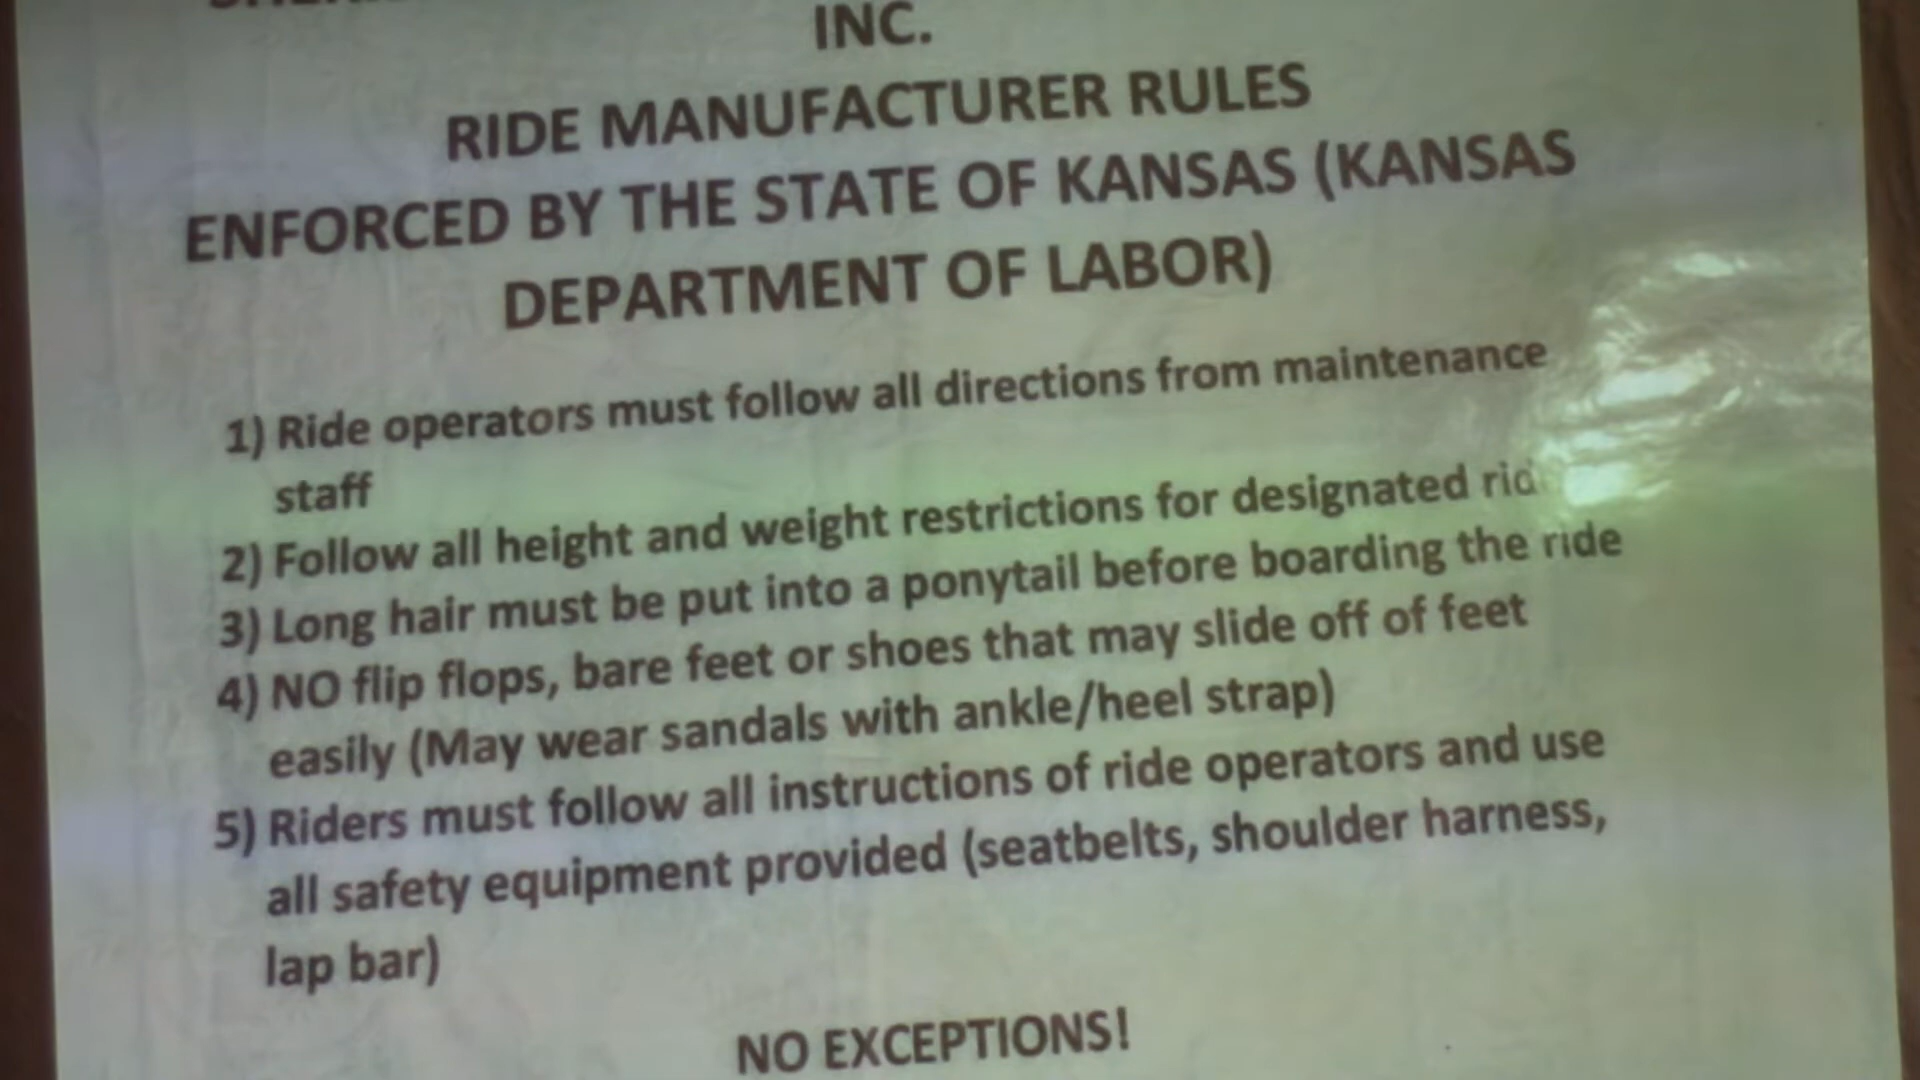 INC.
RIDE MANUFACTURER RULES
ENFORCED BY THE STATE OF KANSAS (KANSAS
DEPARTMENT OF LABOR)
1) Ride operators must follow all directions from maintenance
staff
2) Follow all height and weight restrictions for designated
3) Long hair must be put into a ponytail before boarding the ride
4) NO flip flops, bare feet or shoes that may slide off of feet
easily (May wear sandals with ankle/heel strap)
5) Riders must follow all instructions of ride operators and use
all safety equipment provided (seatbelts, shoulder harness,
lap bar)
NO EXCEPTIONS!